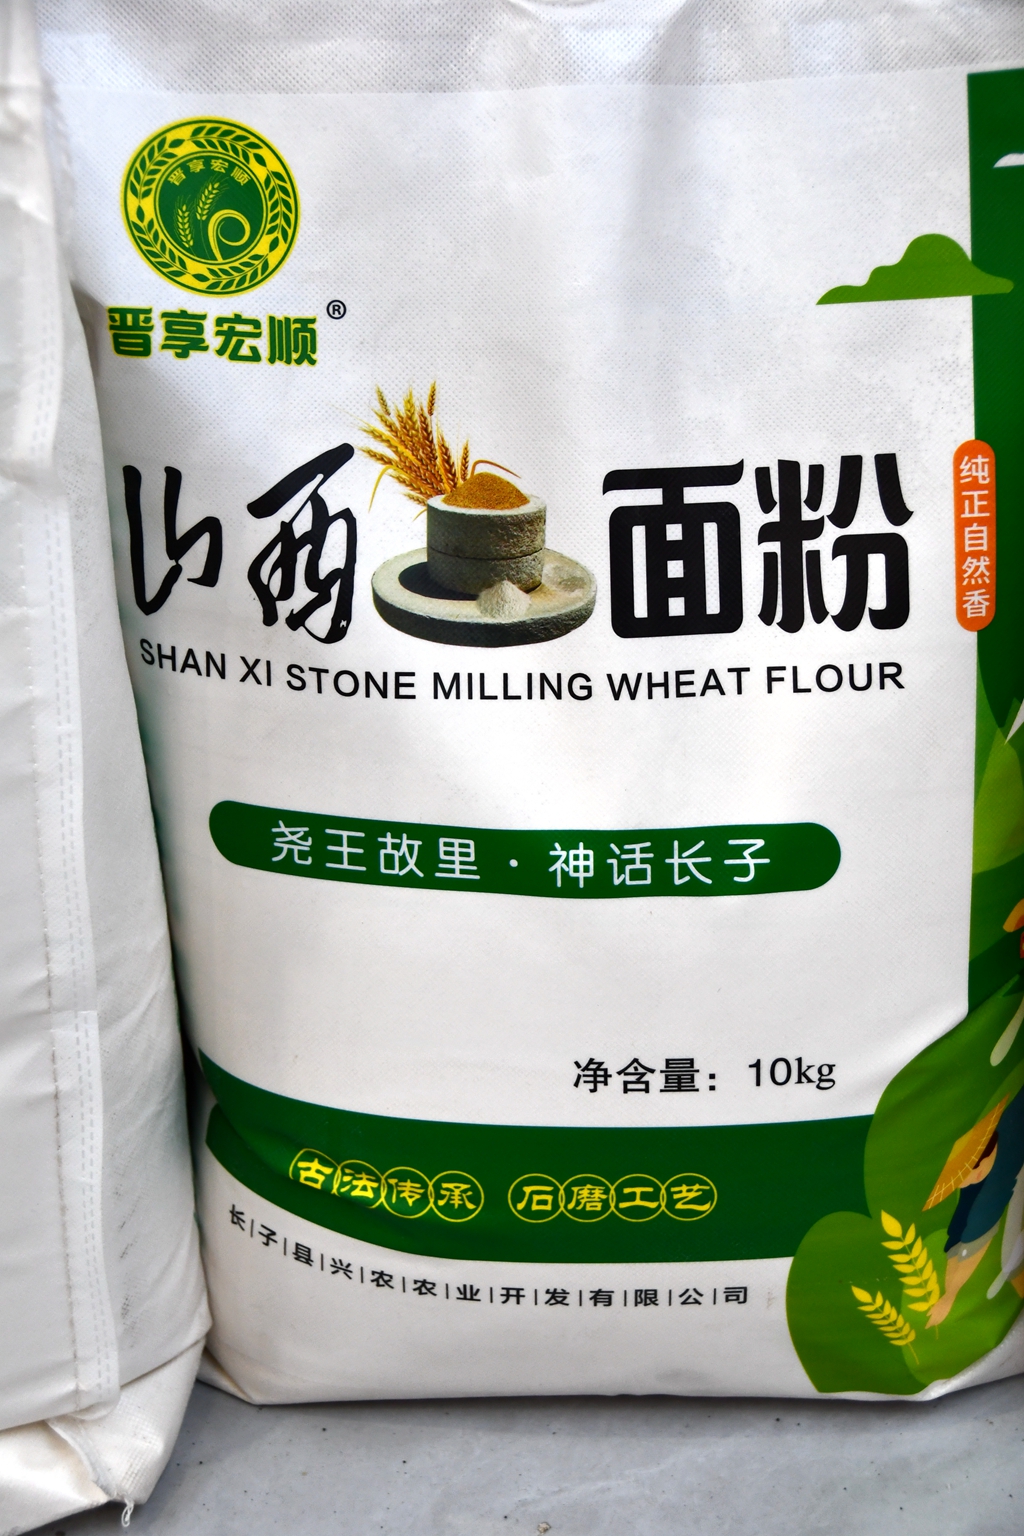 晋享宏顺
晋享宏顺®
山西面粉
SHAN XI STONE MILLING WHEAT FLOUR
纯正自然香
尧王故里·神话长子
净含量：10kg
古法传承 石磨工艺
长|子|县|兴|农|农|业|开|发|有|限|公|司